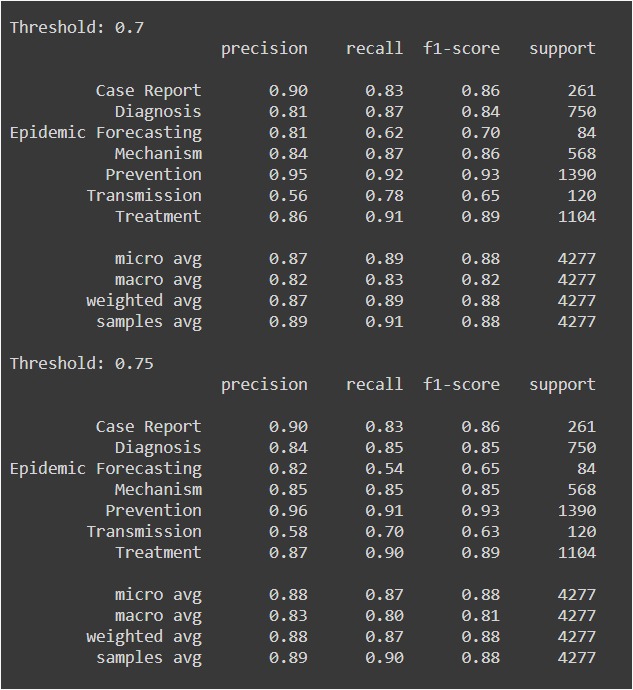 Threshold: 0.7
precision recall f1-score support
Case Report 0.90 0.83 0.86 261
Diagnosis 0.81 0.87 0.84 750
Epidemic Forecasting 0.81 0.62 0.70 84
Mechanism 0.84 0.87 0.86 568
Prevention 0.95 0.92 0.93 1390
Transmission 0.56 0.78 0.65 120
Treatment 0.86 0.91 0.89 1104
micro avg 0.87 0.89 0.88 4277
macro avg 0.82 0.83 0.82 4277
weighted avg 0.87 0.89 0.88 4277
samples avg 0.89 0.91 0.88 4277
Threshold: 0.75
precision recall f1-score support
Case Report 0.90 0.83 0.86 261
Diagnosis 0.84 0.85 0.85 750
Epidemic Forecasting 0.82 0.54 0.65 84
Mechanism 0.85 0.85 0.85 568
Prevention 0.96 0.91 0.93 1390
Transmission 0.58 0.70 0.63 120
Treatment 0.87 0.90 0.89 1104
micro avg 0.88 0.87 0.88 4277
macro avg 0.83 0.80 0.81 4277
weighted avg 0.88 0.87 0.88 4277
samples avg 0.89 0.90 0.88 4277